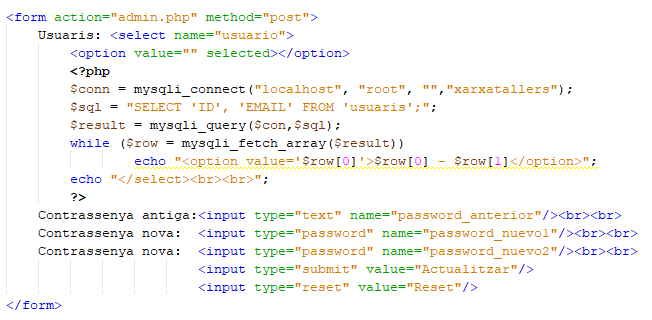 <form action="admin.php" method="post">
    Usuaris: <select name="usuario">
        <option value="" selected></option>
        <?php
        $conn = mysqli_connect("localhost", "root", "","xarxatallers");
        $sql = "SELECT 'ID', 'EMAIL' FROM 'usuaris';";
        $result = mysqli_query($con,$sql);
        while ($row = mysqli_fetch_array($result))
                echo "<option value='$row[0]'>$row[0] - $row[1]</option>";
        echo "</select><br><br>";
        ?>
    Contrassenya antiga:<input type="text" name="password_anterior"/><br><br>
    Contrassenya nova:  <input type="password" name="password_nuevo1"/><br><br>
    Contrassenya nova:  <input type="password" name="password_nuevo2"/><br><br>
                        <input type="submit" value="Actualitzar"/>
                        <input type="reset" value="Reset"/>
</form>